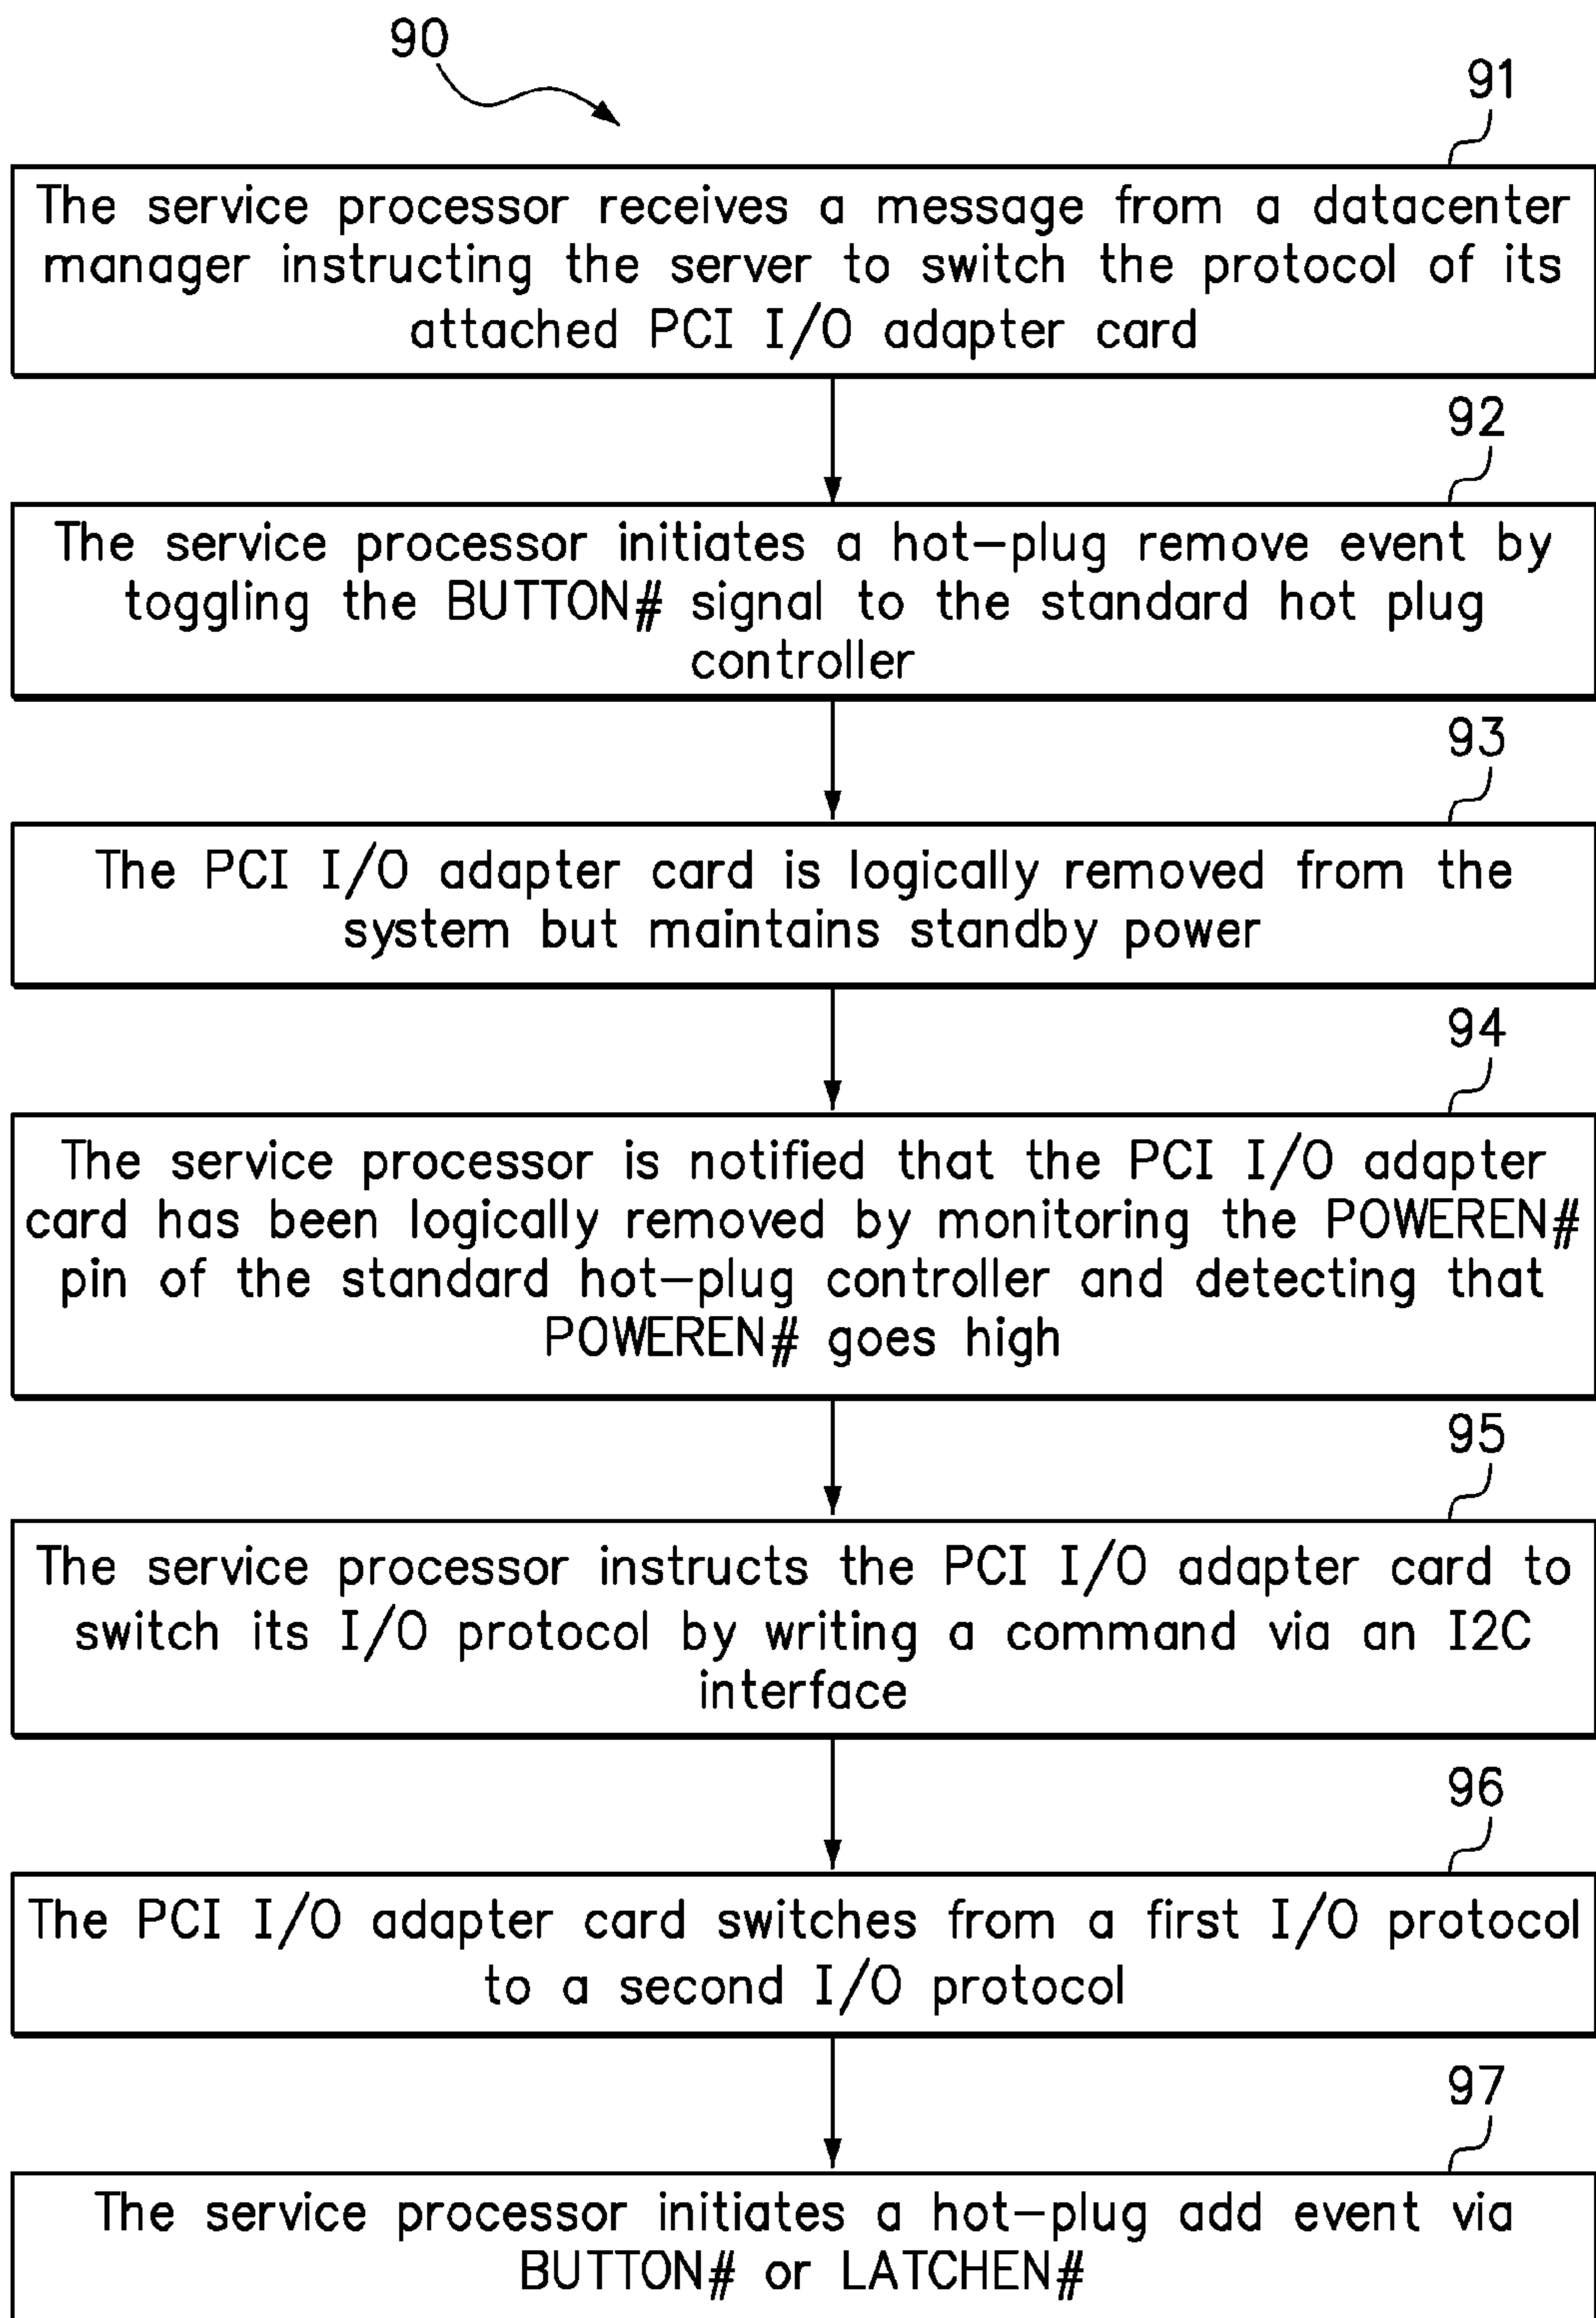 90
91
The service processor receives a message from a datacenter
manager instructing the server to switch the protocol of its
attached PCI I/O adapter card
92
The service processor initiates a hot-plug remove event by
toggling the BUTTON# signal to the standard hot plug
controller
93
The PCI I/O adapter card is logically removed from the
system but maintains standby power
94
The service processor is notified that the PCI I/O adapter
card has been logically removed by monitoring the POWEREN#
pin of the standard hot-plug controller and detecting that
POWEREN# goes high
95
The service processor instructs the PCI I/O adapter card to
switch its I/O protocol by writing a command via an I2C
interface
96
The PCI I/O adapter card switches from a first I/O protocol
to a second I/O protocol
97
The service processor initiates a hot-plug add event via
BUTTON# or LATCHEN#